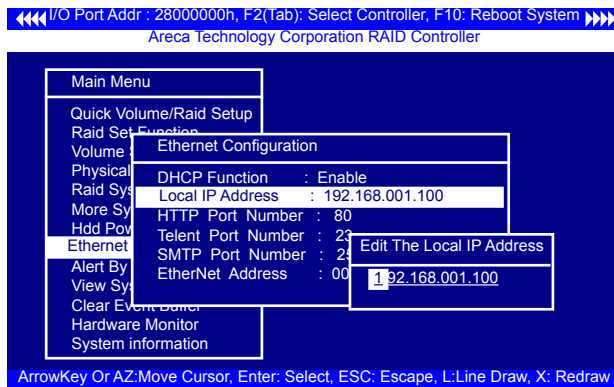 I/O Port Addr : 28000000h, F2(Tab): Select Controller, F10: Reboot System
Areca Technology Corporation RAID Controller
Main Menu
Quick Volume/Raid Setup
Raid Set Function
Volume
Physical
Raid Sys
More Sy
Hdd Pow
Ethernet
Alert By
View Sys
Clear Event Buffer
Hardware Monitor
System information
Ethernet Configuration
DHCP Function : Enable
Local IP Address : 192.168.001.100
HTTP Port Number : 80
Telent Port Number : 23
SMTP Port Number : 25
EtherNet Address : 00
Edit The Local IP Address
192.168.001.100
ArrowKey Or AZ:Move Cursor, Enter: Select, ESC: Escape, L:Line Draw, X: Redraw